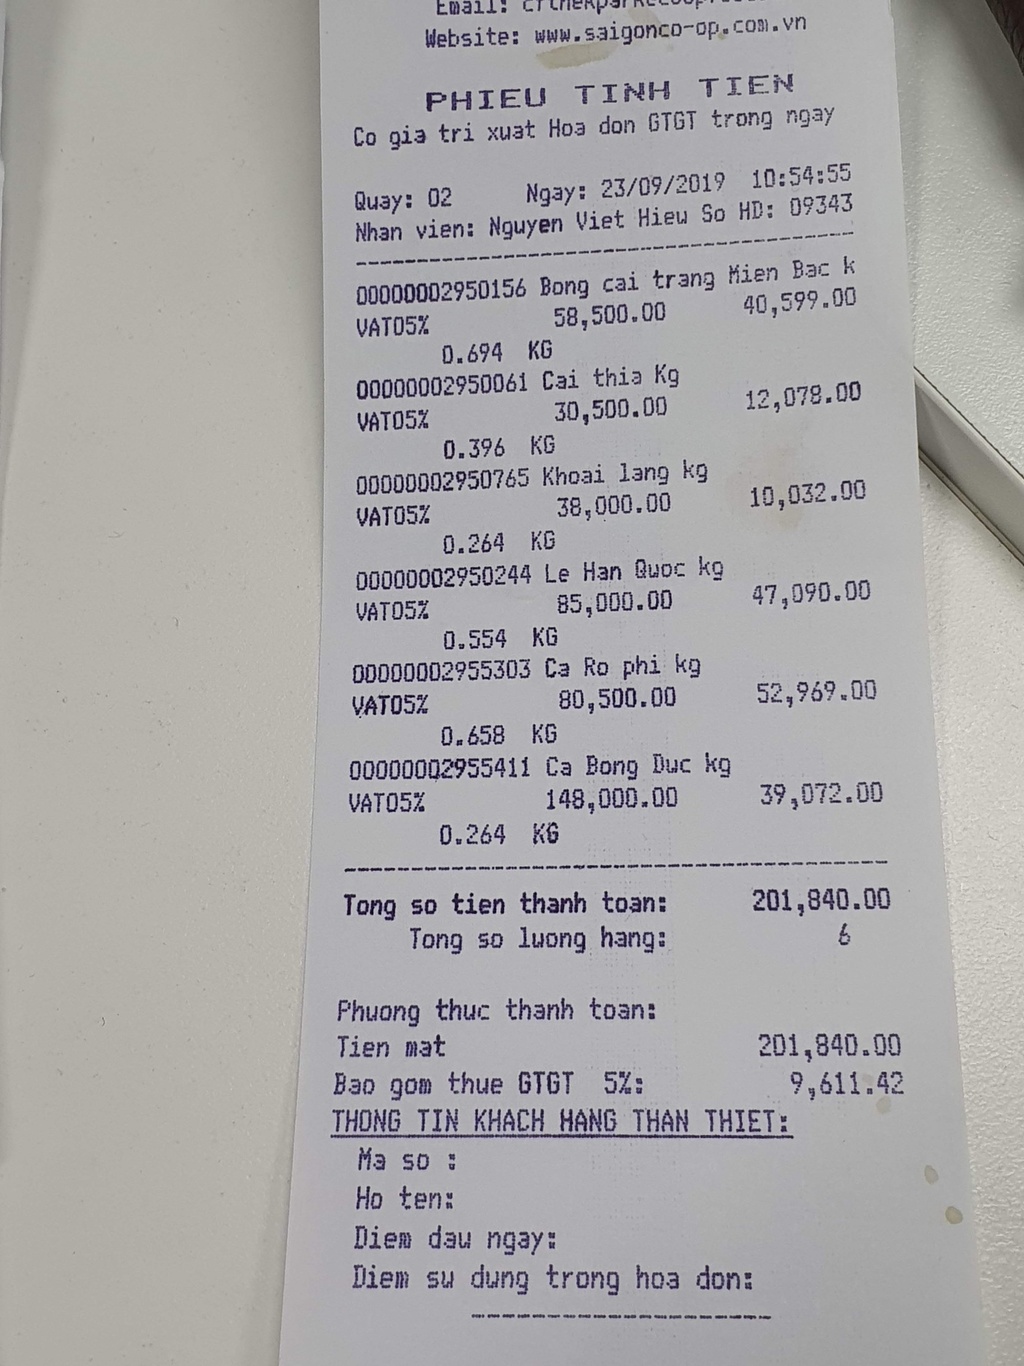 Email:
Website: www.saigonco-op.com.vn
PHIEU TINH TIEN
Co gia tri xuat Hoa don GTGT trong ngay
Quay: 02 Ngay: 23/09/2019 10:54:55
Nhan vien: Nguyen Viet Hieu So HD: 09343
00000002950156 Bong cai trang Mien Bac k
VAT05% 58,500.00 40,599.00
0.694 KG
00000002950061 Cai thia Kg
VAT05% 30,500.00 12,078.00
0.396 KG
00000002950765 Khoai lang kg
VAT05% 38,000.00 10,032.00
0.264 KG
00000002950244 Le Han Quoc kg
VAT05% 85,000.00 47,090.00
0.554 KG
00000002955303 Ca Ro phi kg
VAT05% 80,500.00 52,969.00
0.658 KG
00000002955411 Ca Bong Duc kg
VAT05% 148,000.00 39,072.00
0.264 KG
Tong so tien thanh toan: 201,840.00
Tong so luong hang: 6
Phuong thuc thanh toan:
Tien mat 201,840.00
Bao gom thue GTGT 5%: 9,611.42
THONG TIN KHACH HANG THAN THIET:
Ma so :
Ho ten:
Diem dau ngay:
Diem su dung trong hoa don: